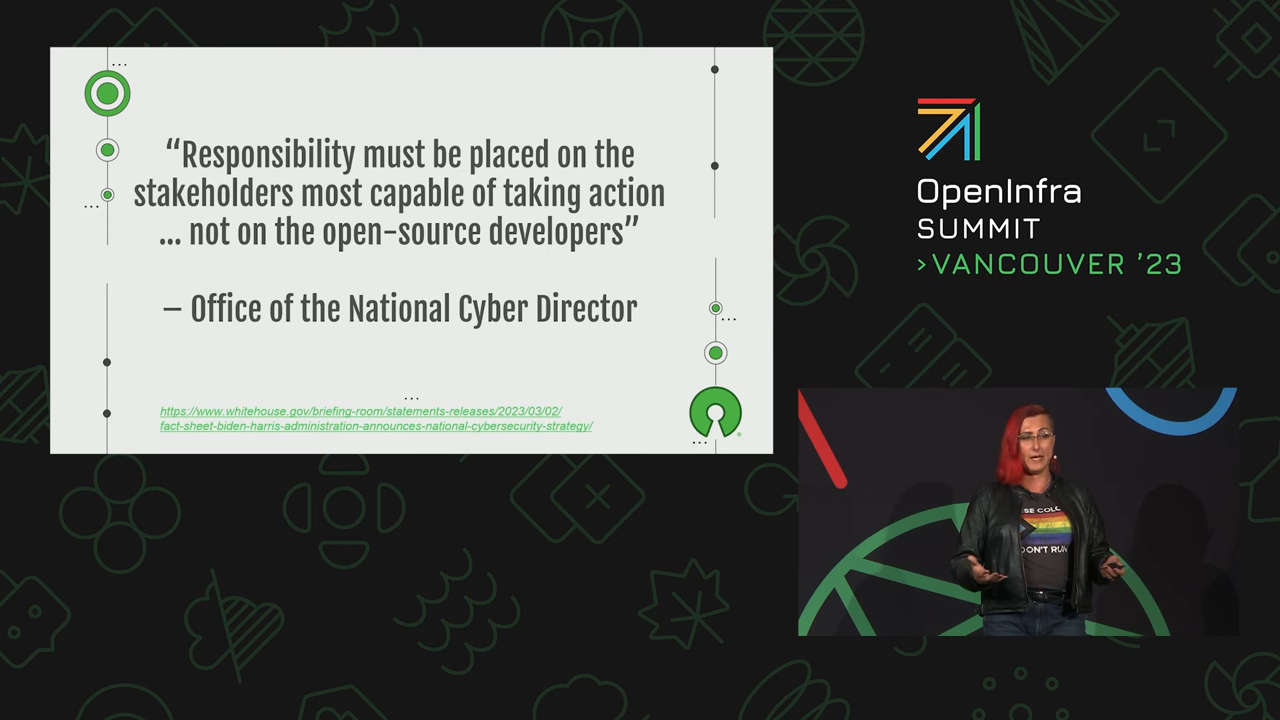 “Responsibility must be placed on the
stakeholders most capable of taking action
... not on the open-source developers”
– Office of the National Cyber Director
https://www.whitehouse.gov/briefing-room/statements-releases/2023/03/02/
fact-sheet-biden-harris-administration-announces-national-cybersecurity-strategy/
OpenInfra
SUMMIT
>VANCOUVER ’23
DON'T RUN